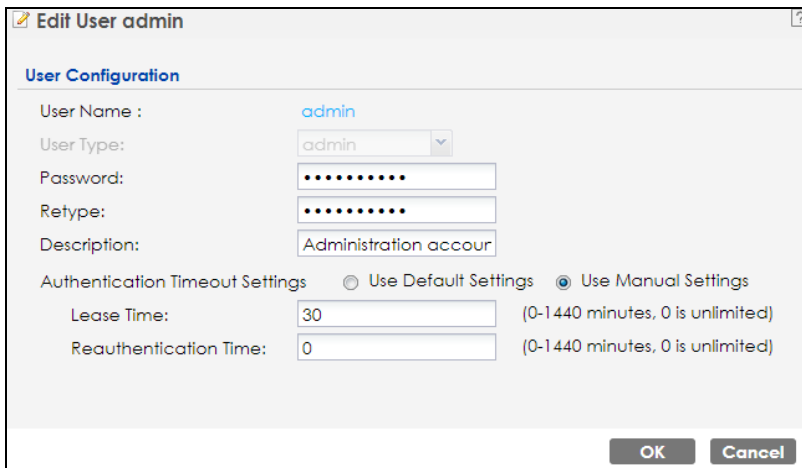 Edit User admin
?
User Configuration
User Name : admin
User Type: admin
Password: ••••••••••
Retype: ••••••••••
Description: Administration accour
Authentication Timeout Settings Use Default Settings Use Manual Settings
Lease Time: 30 (0-1440 minutes, 0 is unlimited)
Reauthentication Time: 0 (0-1440 minutes, 0 is unlimited)
OK Cancel